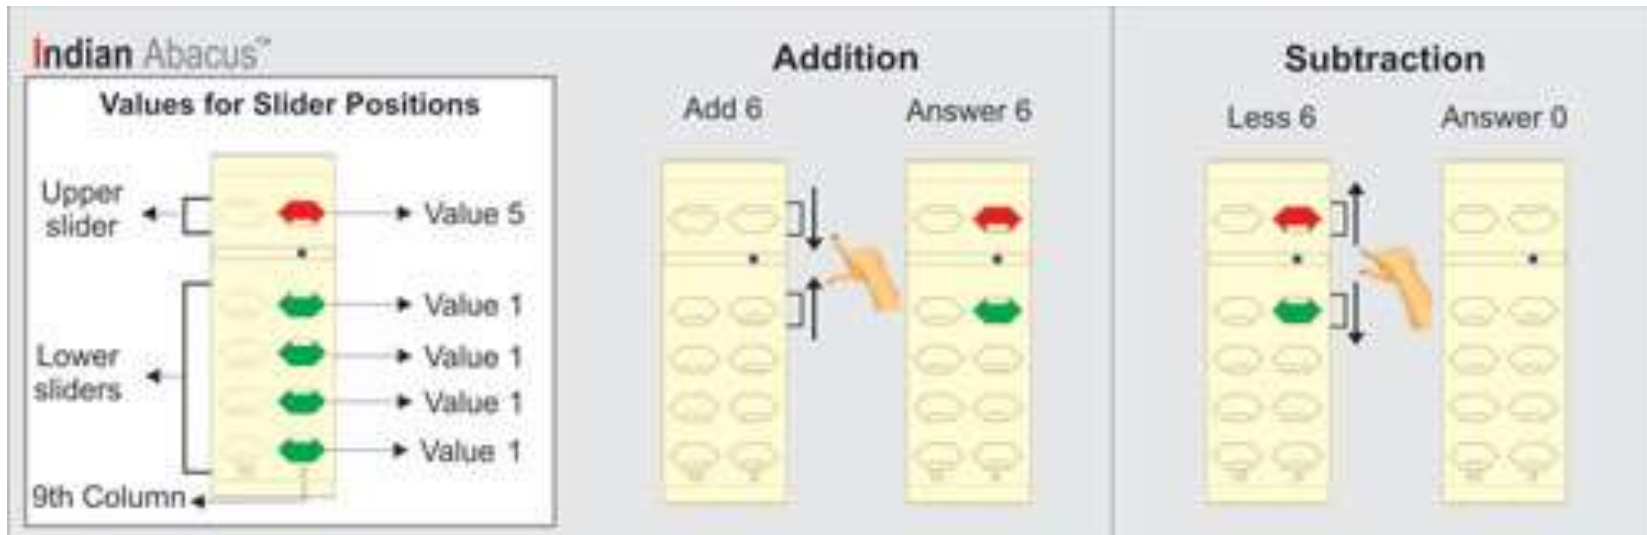 Indian Abacus™
Values for Slider Positions
Upper
slider
Value 5
Value 1
Value 1
Value 1
Value 1
Lower
sliders
9th Column
Addition
Add 6
Answer 6
Subtraction
Less 6
Answer 0